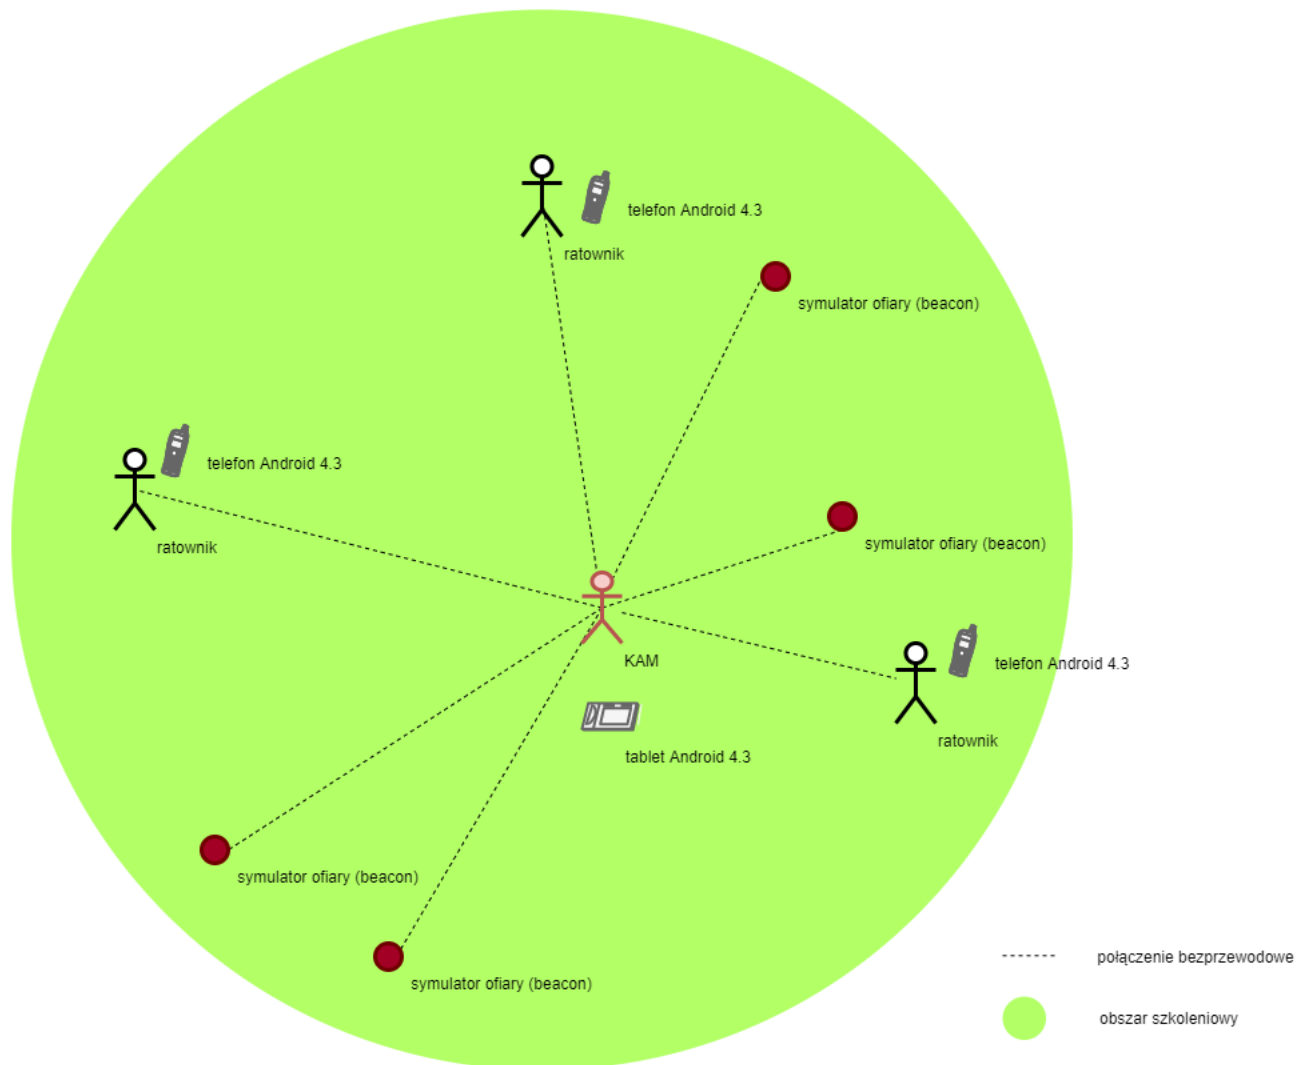 telefon Android 4.3
ratownik
symulator ofiary (beacon)
telefon Android 4.3
ratownik
symulator ofiary (beacon)
KAM
telefon Android 4.3
ratownik
tablet Android 4.3
symulator ofiary (beacon)
symulator ofiary (beacon)
połączenie bezprzewodowe
obszar szkoleniowy